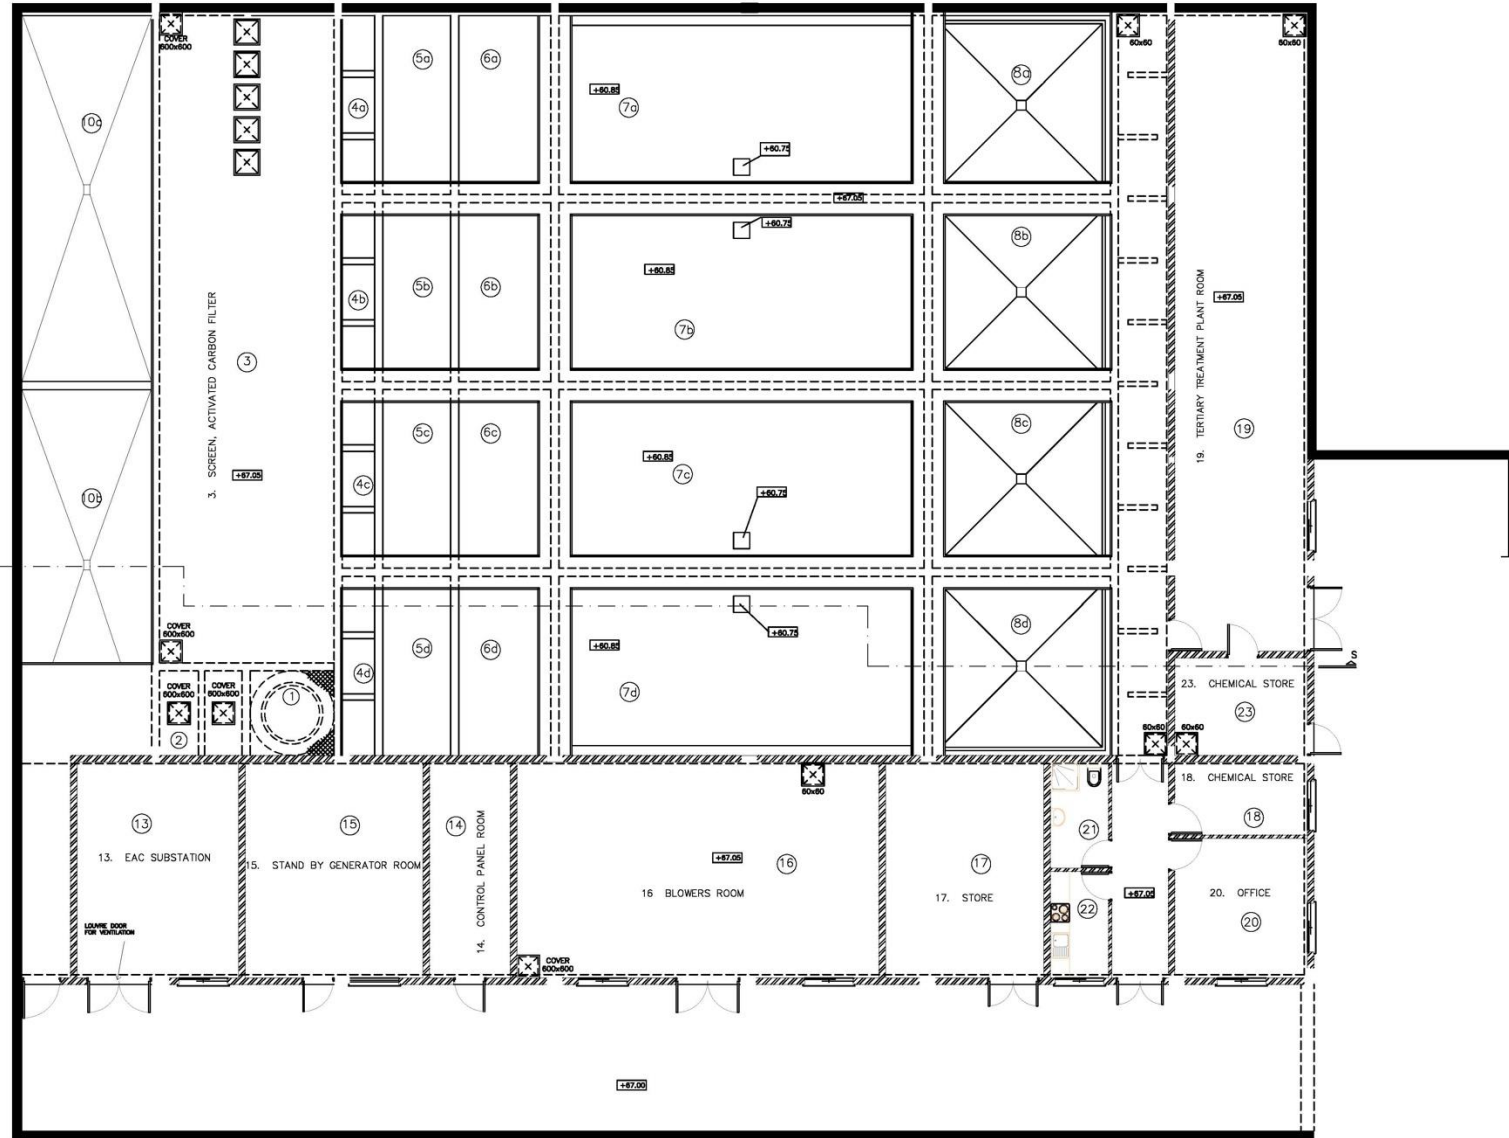 COVER
600x600
60x60
60x60
5a
6a
8a
+60.85
7a
4a
10a
+60.75
+67.05
+60.75
8b
5b
6b
+60.85
4b
7b
+67.05
3. SCREEN, ACTIVATED CARBON FILTER
3
19. TERTIARY TREATMENT PLANT ROOM
19
5c
6c
8c
+60.85
7c
+67.05
4c
10b
+60.75
COVER
600x600
8d
+60.75
+60.85
5d
6d
4d
7d
S
23. CHEMICAL STORE
23
COVER
600x600
COVER
600x600
1
2
60x60
60x60
18. CHEMICAL STORE
18
60x60
13
13. EAC SUBSTATION
15
15. STAND BY GENERATOR ROOM
14
14. CONTROL PANEL ROOM
+67.05
16
16 BLOWERS ROOM
17
17. STORE
21
22
+67.05
20. OFFICE
20
LOUVRE DOOR
FOR VENTILATION
COVER
600x600
+67.00